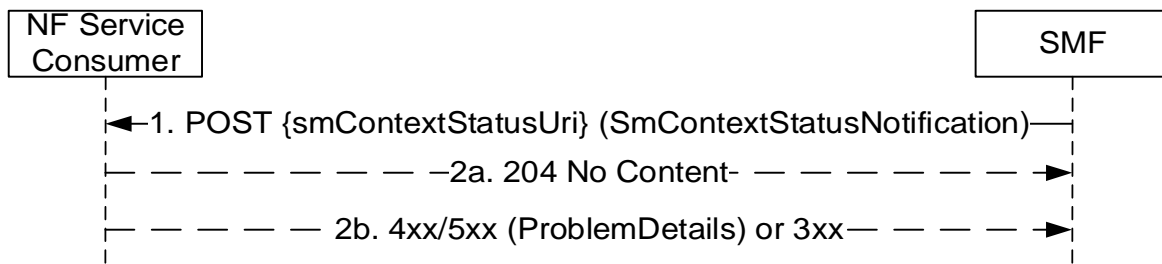 NF Service
Consumer
SMF
1. POST {smContextStatusUri} (SmContextStatusNotification)
2a. 204 No Content
2b. 4xx/5xx (ProblemDetails) or 3xx